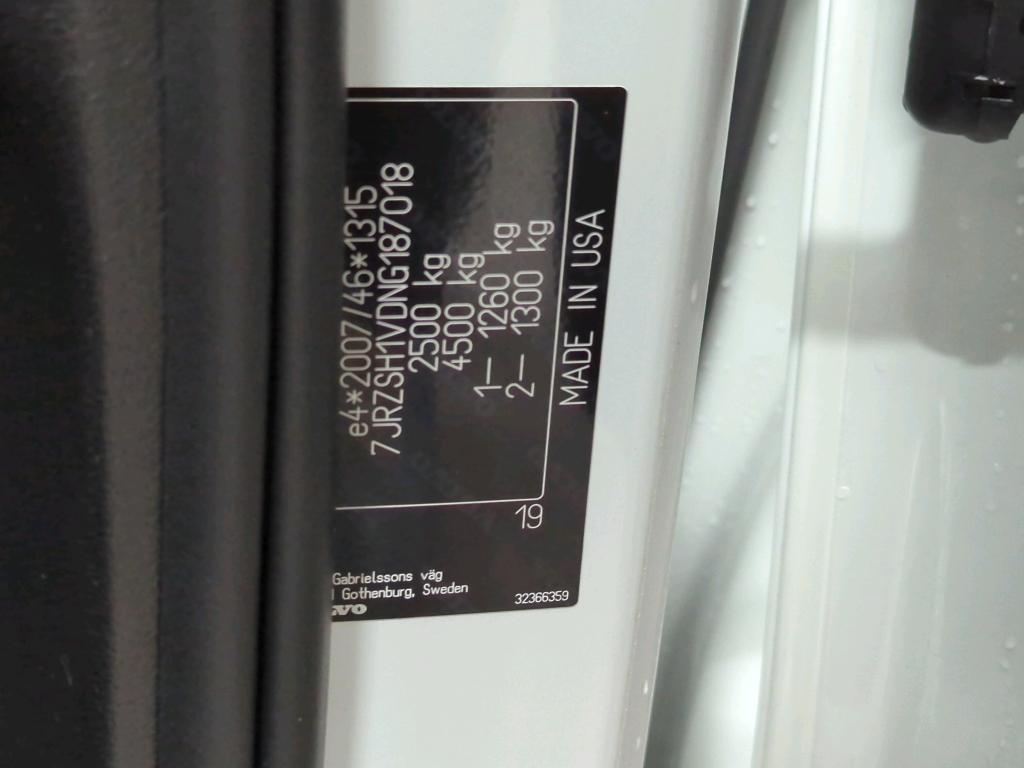 e4*2007/46*1315
7JRZSH1VDNG187018
2500 kg
4500 kg
1— 1260 kg
2— 1300 kg
MADE IN USA
19
Gabrielssons väg
Gothenburg, Sweden
32366359